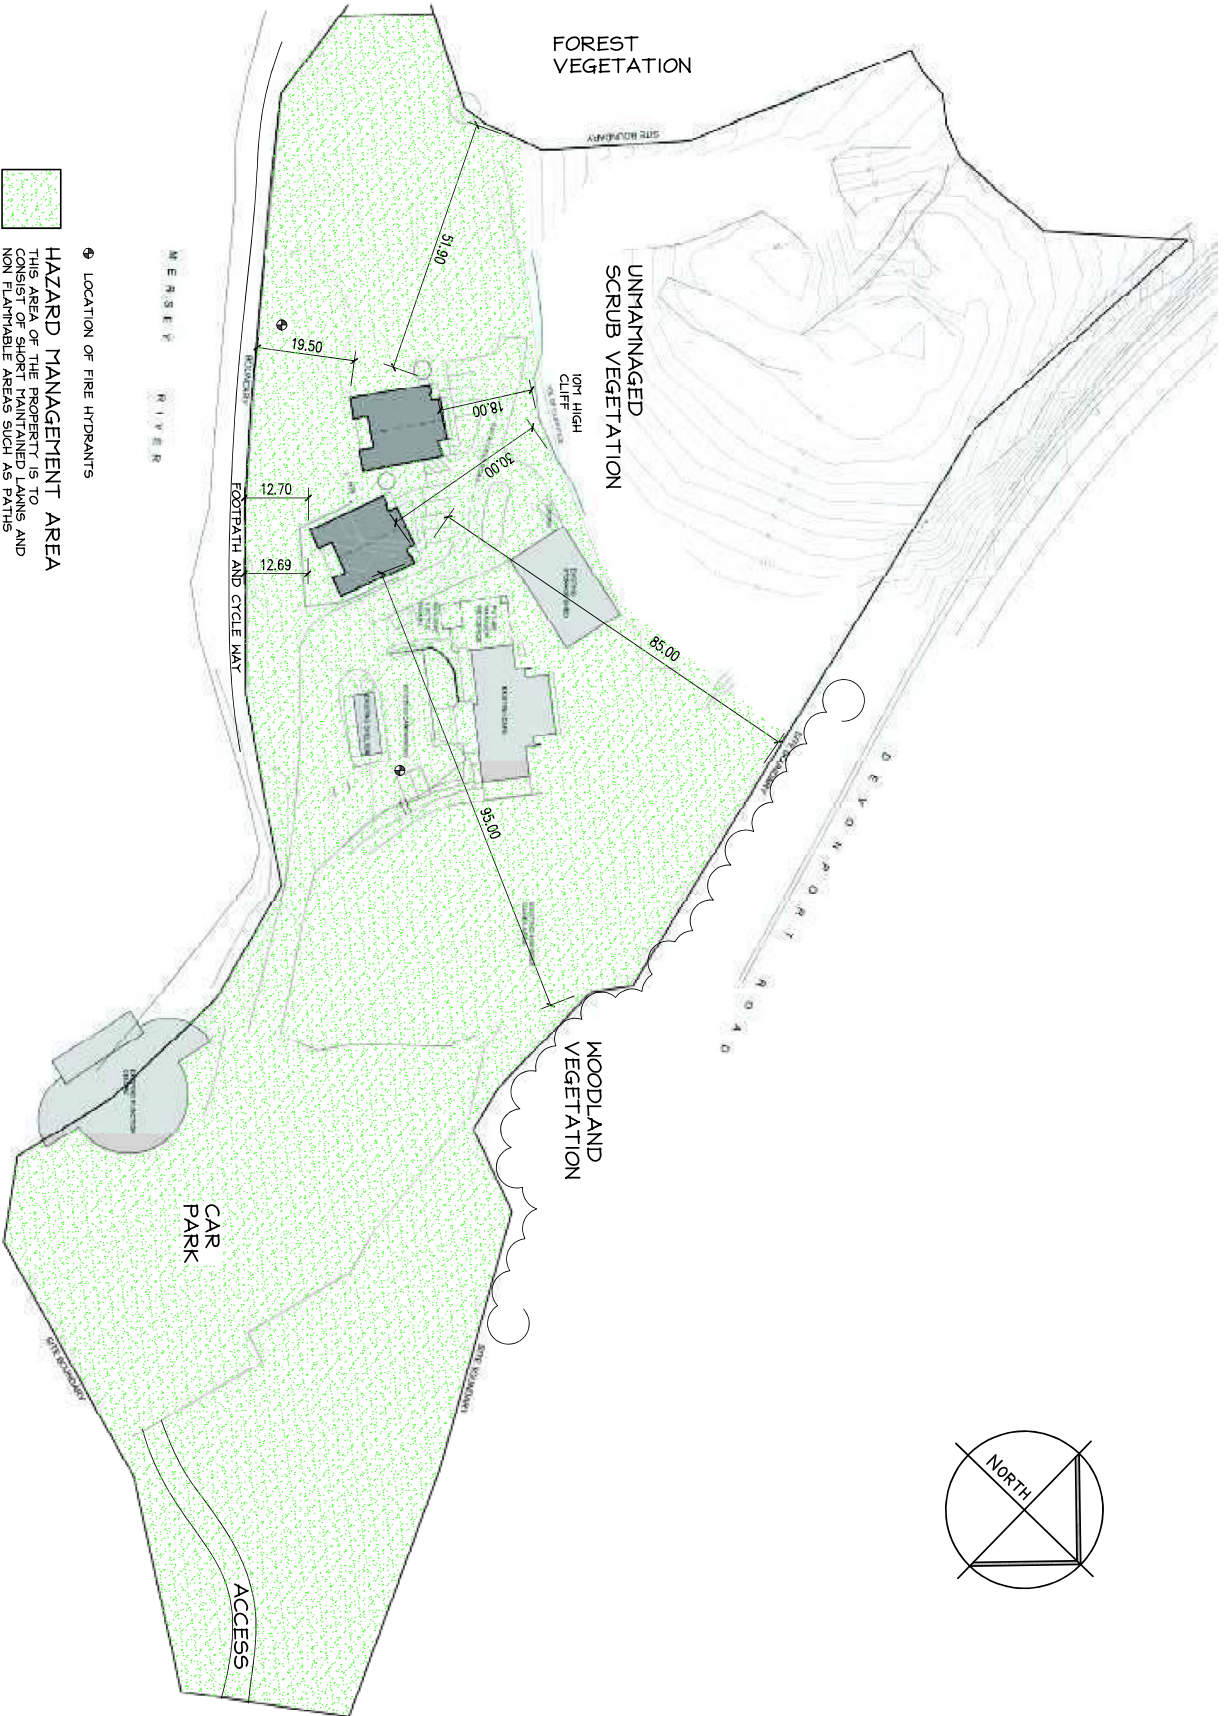 FOREST
VEGETATION
SITE BOUNDARY
UNMAMNAGED
SCRUB VEGETATION
10M HIGH
CLIFF
51.90
19.50
18.00
30.00
12.70
12.69
85.00
95.00
BOUNDARY
FOOTPATH AND CYCLE WAY
MERSEY RIVER
LOCATION OF FIRE HYDRANTS
HAZARD MANAGEMENT AREA
THIS AREA OF THE PROPERTY IS TO
CONSIST OF SHORT MAINTAINED LAWNS AND
NON FLAMMABLE AREAS SUCH AS PATHS
SITE BOUNDARY
DEVONPORT ROAD
WOODLAND
VEGETATION
CAR
PARK
SITE BOUNDARY
SITE BOUNDARY
ACCESS
NORTH